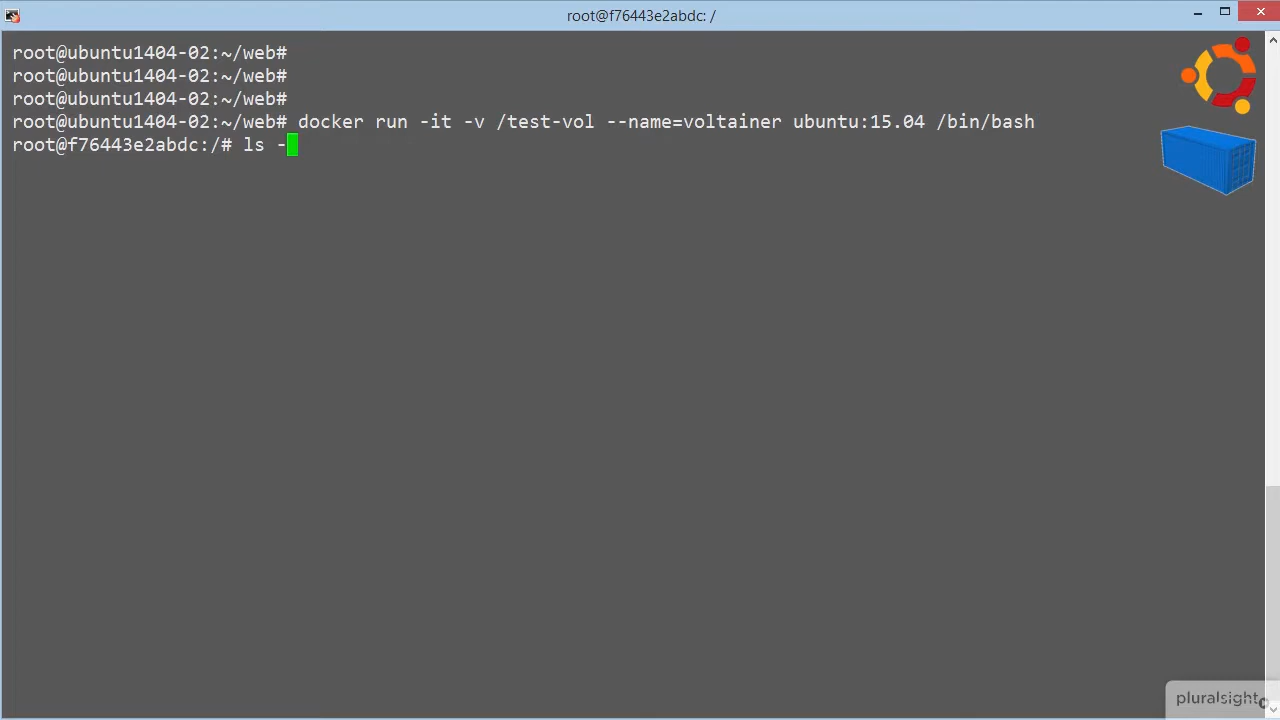 root@f76443e2abdc: /
root@ubuntu1404-02:~/web#
root@ubuntu1404-02:~/web#
root@ubuntu1404-02:~/web#
root@ubuntu1404-02:~/web# docker run -it -v /test-vol --name=voltainer ubuntu:15.04 /bin/bash
root@f76443e2abdc:/# ls -
pluralsight